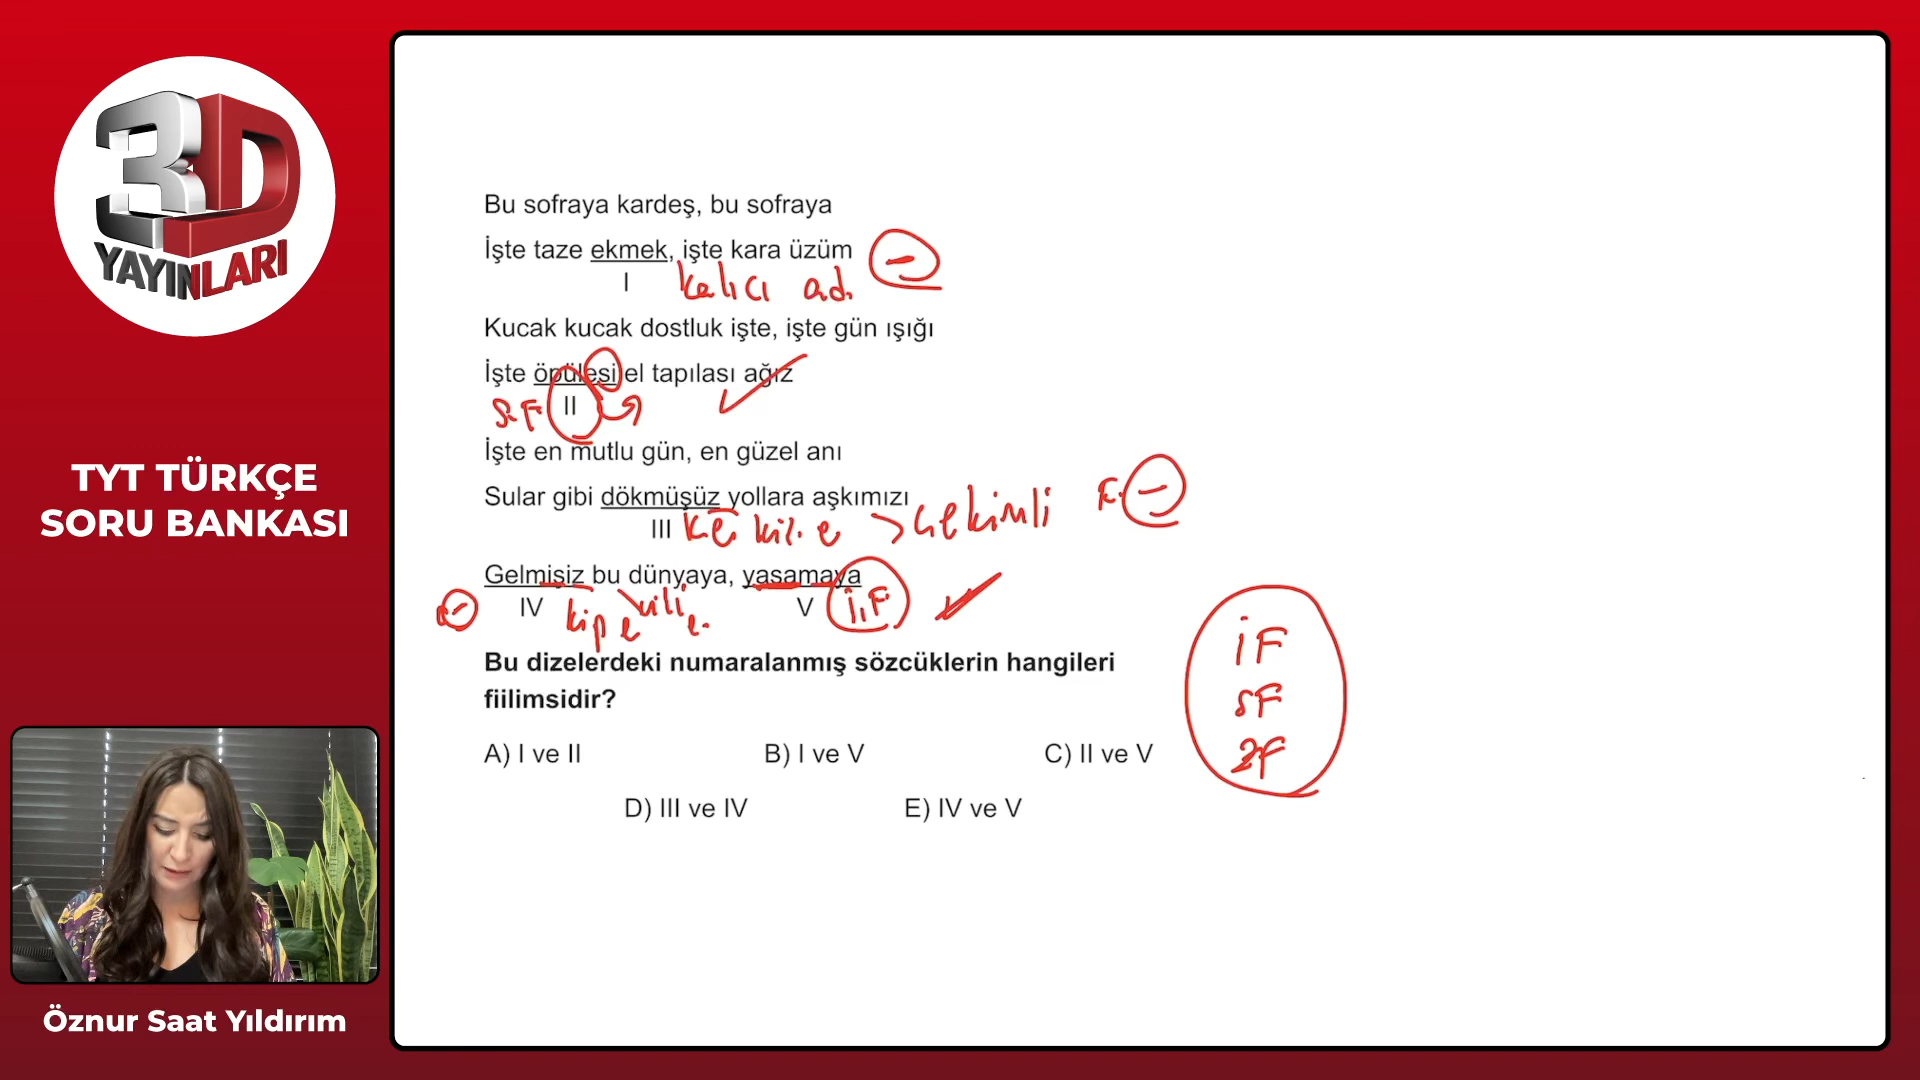 3D
YAYINLARI
TYT TÜRKÇE
SORU BANKASI
Öznur Saat Yıldırım
Bu sofraya kardeş, bu sofraya
İşte taze ekmek, işte kara üzüm
I kalıcı ad.
Kucak kucak dostluk işte, işte gün ışığı
İşte öpülesi el tapılası ağız
S.F. II
İşte en mutlu gün, en güzel anı
Sular gibi dökmüşüz yollara aşkımızı
III çekimli F.
Gelmişiz bu dünyaya, yaşamaya
IV kip e V İ.F
Bu dizelerdeki numaralanmış sözcüklerin hangileri
fiilimsidir?
A) I ve II B) I ve V C) II ve V
D) III ve IV E) IV ve V
İF
SF
ZF